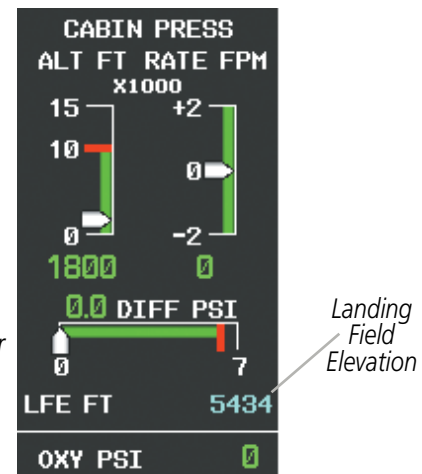 CABIN PRESS
ALT FT RATE FPM
X1000
15 +2
10
0
0 -2
1800 0
0.0 DIFF PSI
0 7
LFE FT 5434
OXY PSI 0
Landing
Field
Elevation
r